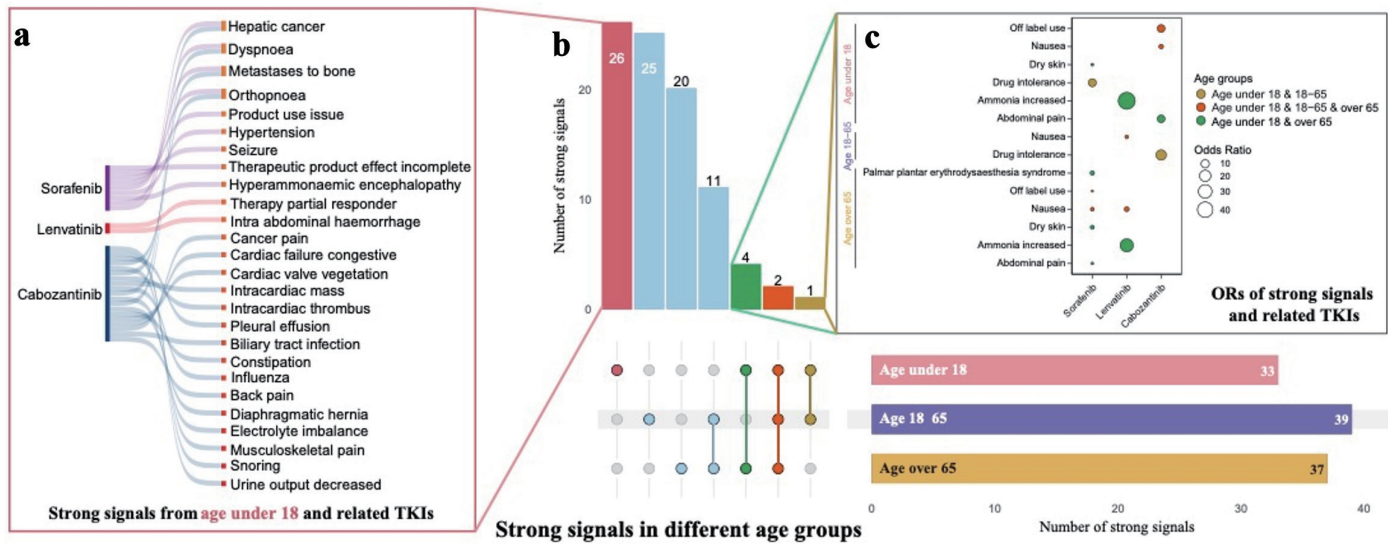 a
Hepatic cancer
Dyspnoea
Metastases to bone
Orthopnoea
Product use issue
Hypertension
Seizure
Therapeutic product effect incomplete
Hyperammonaemic encephalopathy
Therapy partial responder
Intra abdominal haemorrhage
Cancer pain
Cardiac failure congestive
Cardiac valve vegetation
Intracardiac mass
Intracardiac thrombus
Pleural effusion
Biliary tract infection
Constipation
Influenza
Back pain
Diaphragmatic hernia
Electrolyte imbalance
Musculoskeletal pain
Snoring
Urine output decreased
Sorafenib
Lenvatinib
Cabozantinib
Strong signals from age under 18 and related TKIs
b
Number of strong signals
20
10
0
26
25
20
11
4
2
1
Strong signals in different age groups
c
Age under 18
Age 18-65
Age over 65
Off label use
Nausea
Dry skin
Drug intolerance
Ammonia increased
Abdominal pain
Nausea
Drug intolerance
Palmar plantar erythrodysaesthesia syndrome
Off label use
Nausea
Dry skin
Ammonia increased
Abdominal pain
Sorafenib
Lenvatinib
Cabozantinib
Age groups
Age under 18 & 18-65
Age under 18 & 18-65 & over 65
Age under 18 & over 65
Odds Ratio
10
20
30
40
ORs of strong signals
and related TKIs
Age under 18 33
Age 18 65 39
Age over 65 37
0 10 20 30 40
Number of strong signals